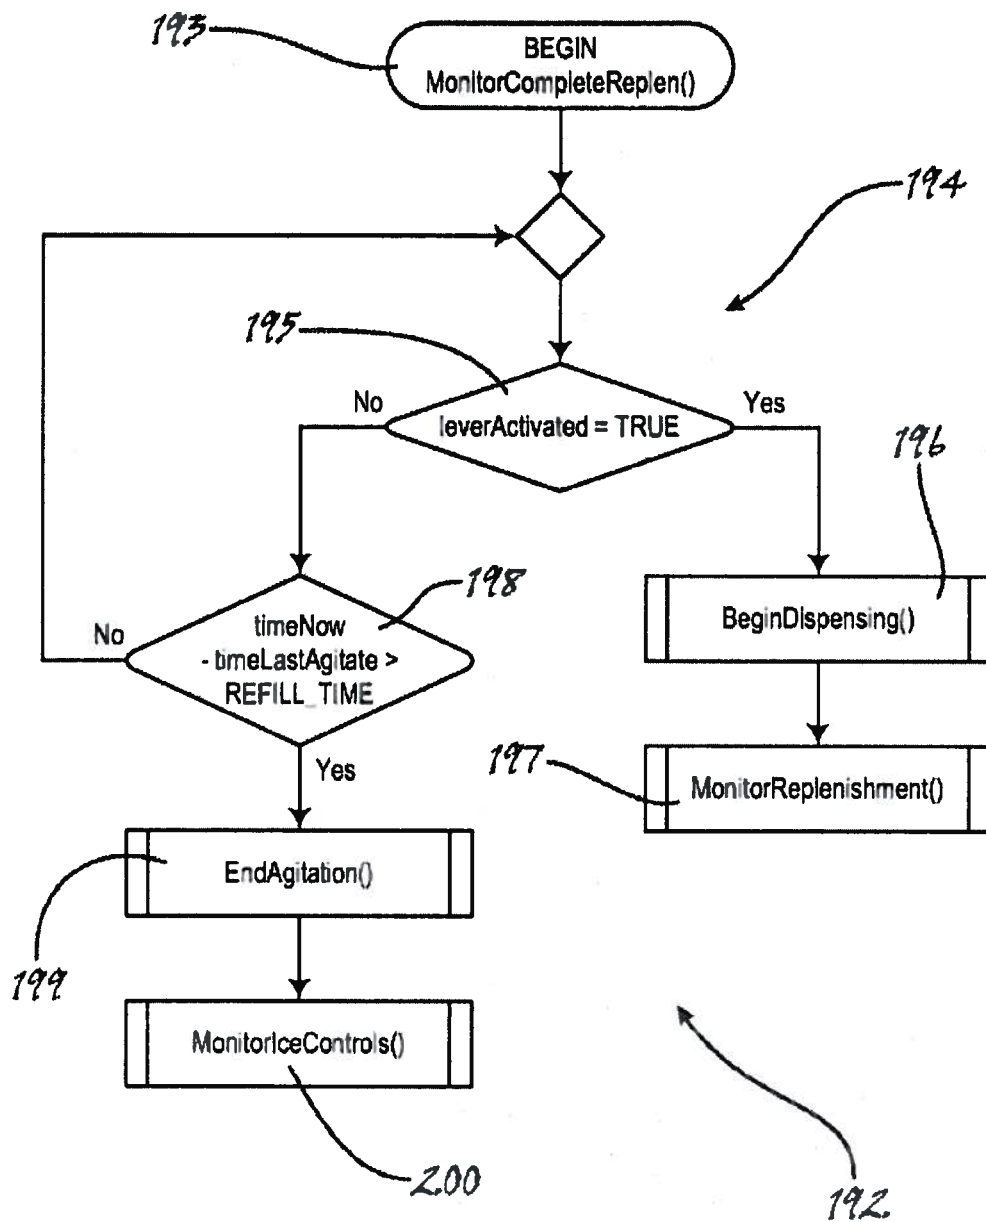 193
BEGIN
MonitorCompleteReplen()
194
195
No
leverActivated = TRUE
Yes
196
198
No
timeNow
- timeLastAgitate >
REFILL_TIME
BeginDispensing()
Yes
197
MonitorReplenishment()
EndAgitation()
199
MonitorIceControls()
200
192